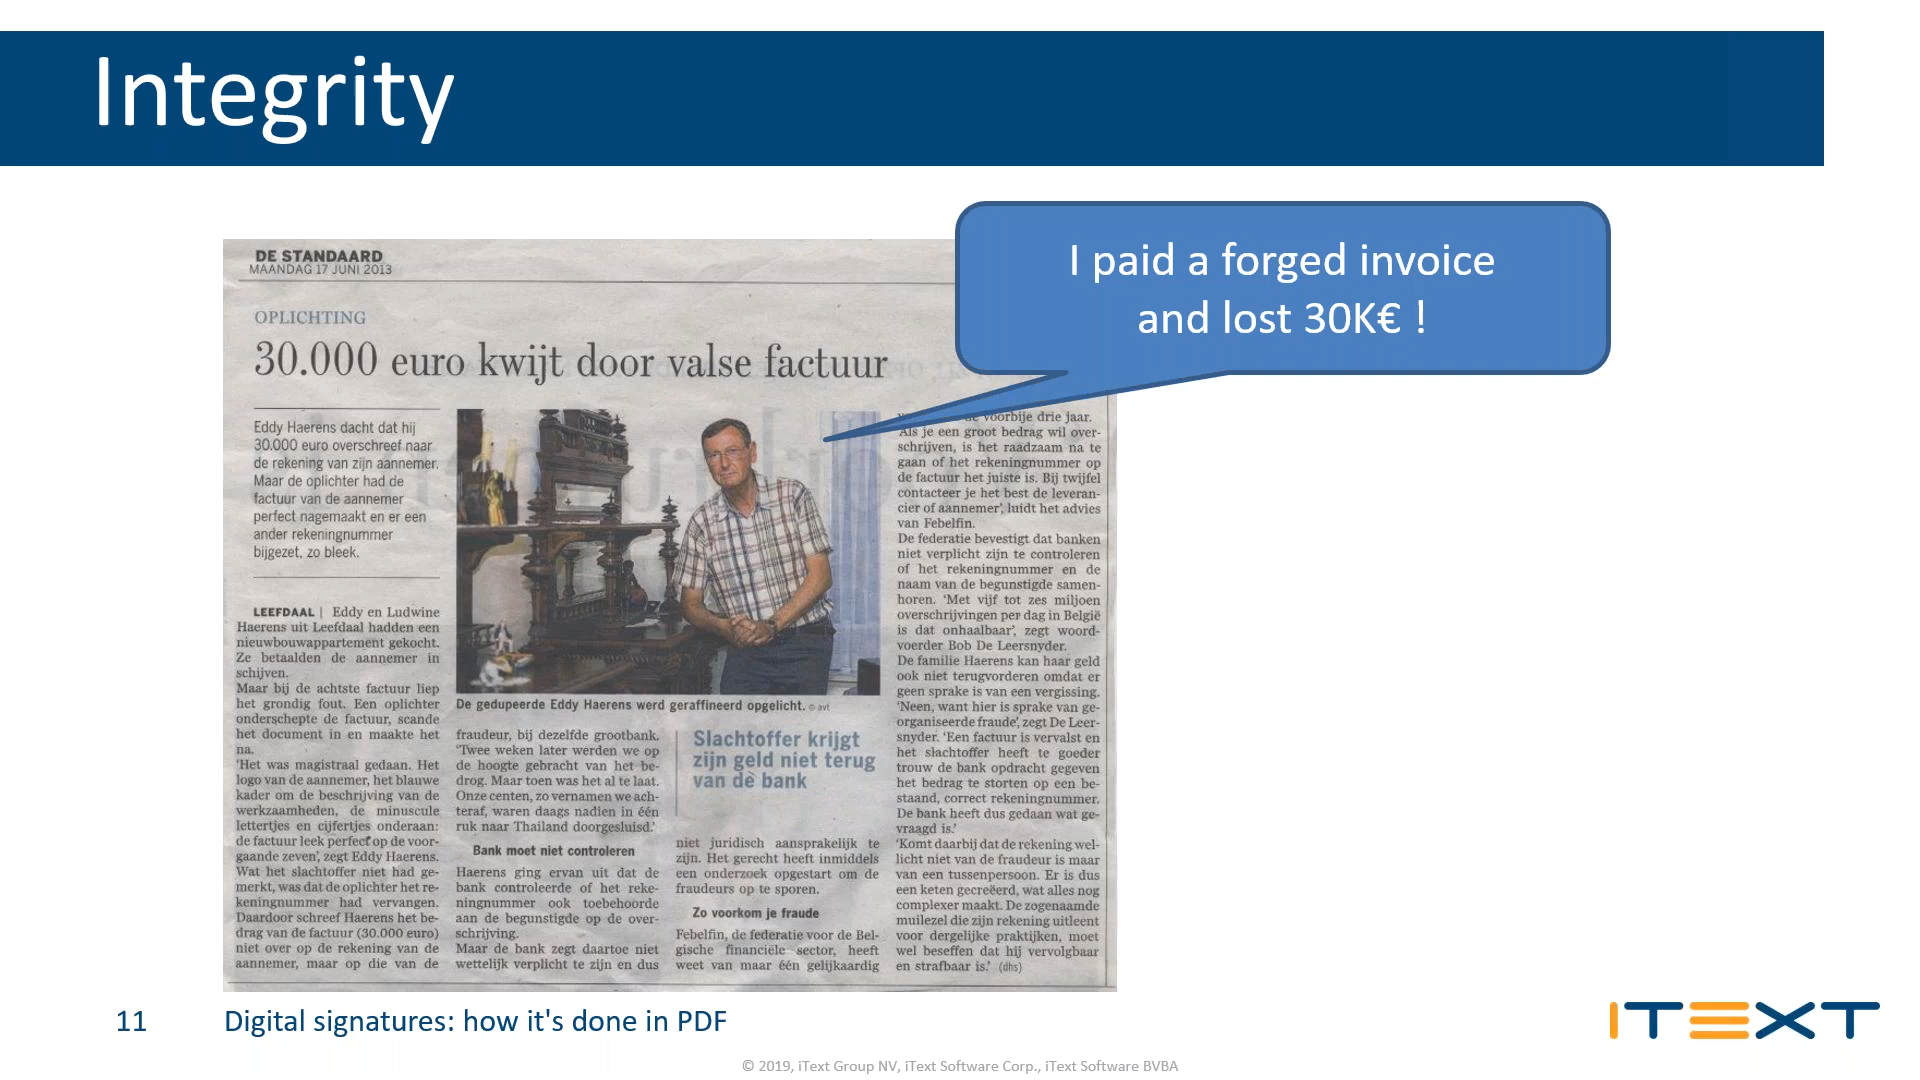 Integrity
I paid a forged invoice
and lost 30K€ !
DE STANDAARD
MAANDAG 17 JUNI 2013
OPLICHTING
30.000 euro kwijt door valse factuur
Eddy Haerens dacht dat hij
30.000 euro overschreef naar
de rekening van zijn aannemer.
Maar de oplichter had de
factuur van de aannemer
perfect nagemaakt en er een
ander rekeningnummer
bijgezet, zo bleek.
LEEFDAAL | Eddy en Ludwine
Haerens uit Leefdaal hadden een
nieuwbouwappartement gekocht.
Ze betaalden de aannemer in
schijven.
Maar bij de achtste factuur liep
het grondig fout. Een oplichter
onderschepte de factuur, scande
het document in en maakte het
na.
'Het was magistraal gedaan. Het
logo van de aannemer, het blauwe
kader om de beschrijving van de
werkzaamheden, de minuscule
lettertjes en cijfertjes onderaan:
de factuur leek perfect op de voor-
gaande zeven', zegt Eddy Haerens.
Wat het slachtoffer niet had ge-
merkt, was dat de oplichter het re-
keningnummer had vervangen.
Daardoor schreef Haerens het be-
drag van de factuur (30.000 euro)
niet over op de rekening van de
aannemer, maar op die van de
De gedupeerde Eddy Haerens werd geraffineerd opgelicht. © avt
fraudeur, bij dezelfde grootbank.
'Twee weken later werden we op
de hoogte gebracht van het be-
drog. Maar toen was het al te laat.
Onze centen, zo vernamen we ach-
teraf, waren daags nadien in één
ruk naar Thailand doorgesluisd.'
Bank moet niet controleren
Haerens ging ervan uit dat de
bank controleerde of het reke-
ningnummer ook toebehoorde
aan de begunstigde op de over-
schrijving.
Maar de bank zegt daartoe niet
wettelijk verplicht te zijn en dus
Slachtoffer krijgt
zijn geld niet terug
van de bank
niet juridisch aansprakelijk te
zijn. Het gerecht heeft inmiddels
een onderzoek opgestart om de
fraudeurs op te sporen.
Zo voorkom je fraude
Febelfin, de federatie voor de Bel-
gische financiële sector, heeft
weet van maar één gelijkaardig
voorbije drie jaar.
'Als je een groot bedrag wil over-
schrijven, is het raadzaam na te
gaan of het rekeningnummer op
de factuur het juiste is. Bij twijfel
contacteer je het best de leveran-
cier of aannemer', luidt het advies
van Febelfin.
De federatie bevestigt dat banken
niet verplicht zijn te controleren
of het rekeningnummer en de
naam van de begunstigde samen-
horen. 'Met vijf tot zes miljoen
overschrijvingen per dag in België
is dat onhaalbaar', zegt woord-
voerder Bob De Leersnyder.
De familie Haerens kan haar geld
ook niet terugvorderen omdat er
geen sprake is van een vergissing.
'Neen, want hier is sprake van ge-
organiseerde fraude', zegt De Leer-
snyder. 'Een factuur is vervalst en
het slachtoffer heeft te goeder
trouw de bank opdracht gegeven
het bedrag te storten op een be-
staand, correct rekeningnummer.
De bank heeft dus gedaan wat ge-
vraagd is.'
'Komt daarbij dat de rekening wel-
licht niet van de fraudeur is maar
van een tussenpersoon. Er is dus
een keten gecreëerd, wat alles nog
complexer maakt. De zogenaamde
muilezel die zijn rekening uitleent
voor dergelijke praktijken, moet
wel beseffen dat hij vervolgbaar
en strafbaar is.' (dhs)
11
Digital signatures: how it's done in PDF
ITEXT
© 2019, iText Group NV, iText Software Corp., iText Software BVBA